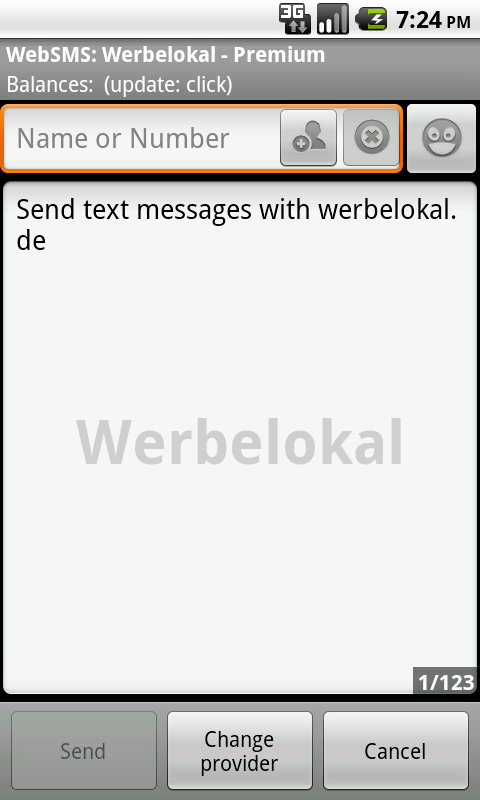 3G
7:24 PM
WebSMS: Werbelokal - Premium
Balances: (update: click)
Name or Number
Send text messages with werbelokal.
de
Werbelokal
1/123
Send
Change
provider
Cancel